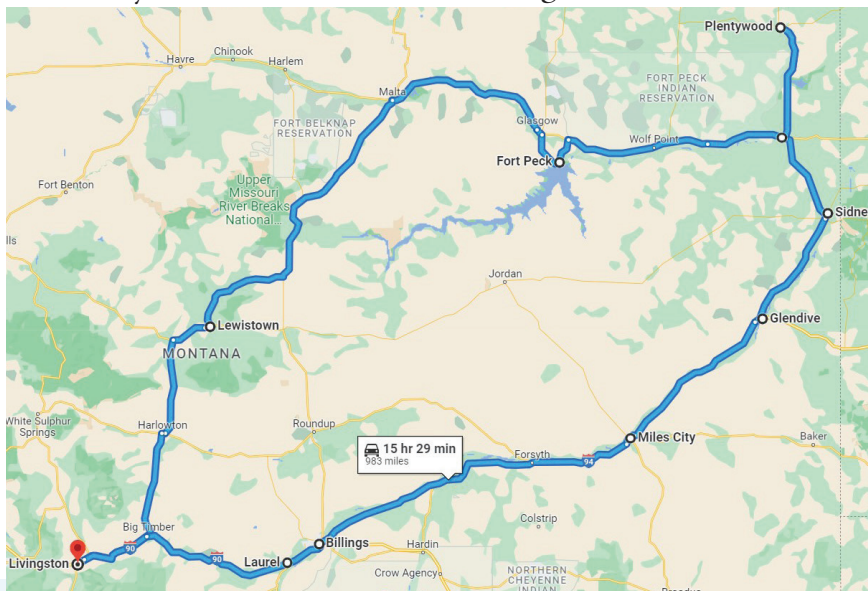 Plentywood
Chinook
Havre
Harlem
FORT PECK
INDIAN
RESERVATION
Malta
Glasgow
FORT BELKNAP
RESERVATION
Wolf Point
Fort Peck
Fort Benton
Upper
Missouri
River Breaks
National...
Sidne
lls
Jordan
Glendive
Lewistown
MONTANA
White Sulphur
Springs
Harlowton
Roundup
15 hr 29 min
983 miles
Miles City
Baker
Forsyth
94
Colstrip
Big Timber
90
90
Billings
Livingston
Laurel
Hardin
Crow Agency
NORTHERN
CHEYENNE
INDIAN